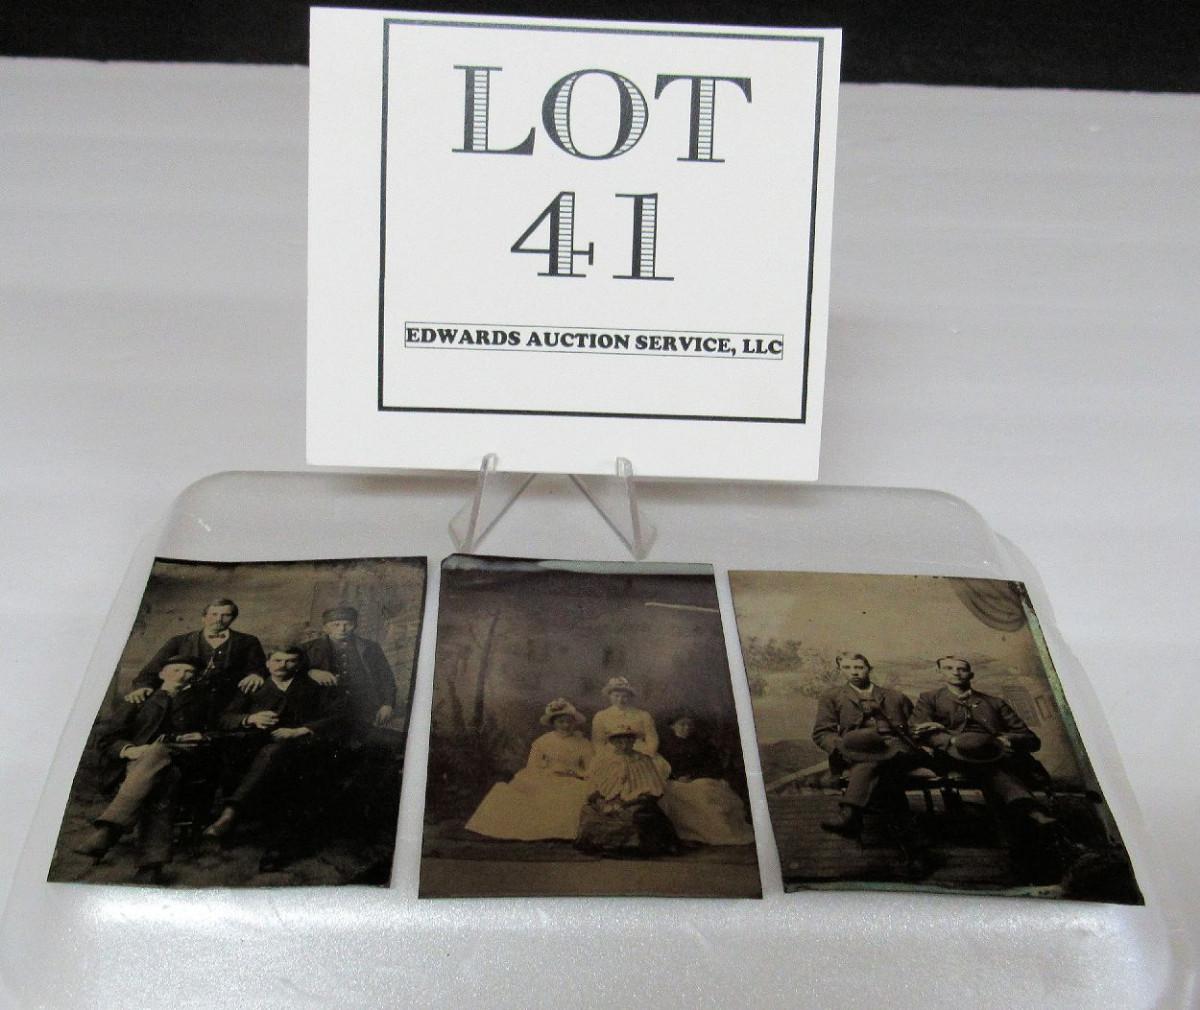 LOT
41
EDWARDS AUCTION SERVICE, LLC